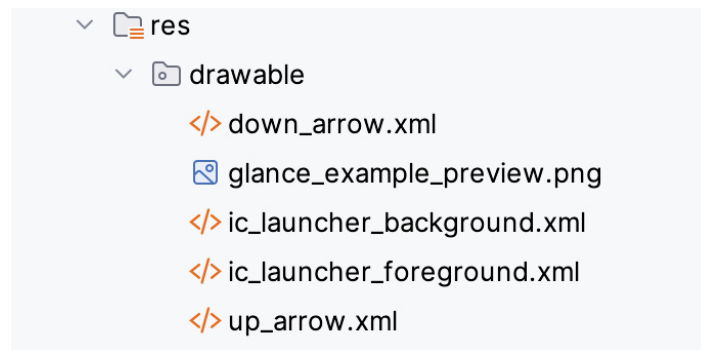 res
drawable
down_arrow.xml
glance_example_preview.png
ic_launcher_background.xml
ic_launcher_foreground.xml
up_arrow.xml